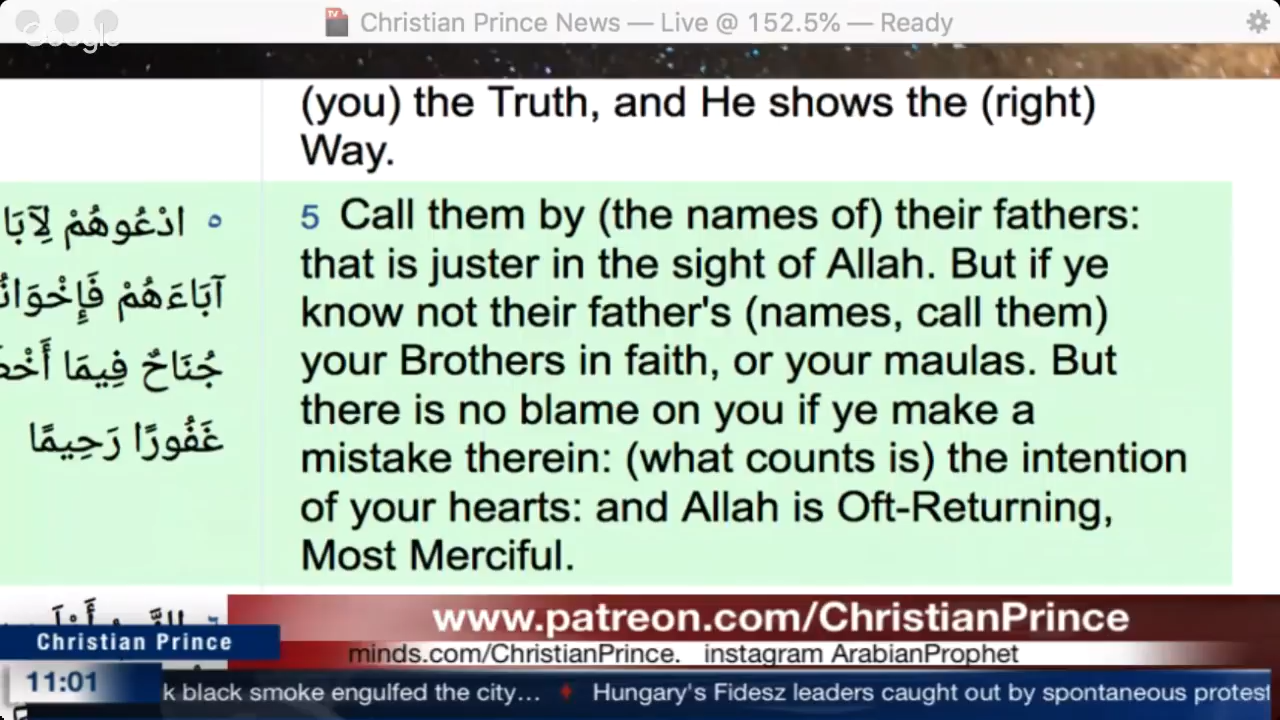 Christian Prince News — Live @ 152.5% — Ready
Google
(you) the Truth, and He shows the (right)
Way.
5 Call them by (the names of) their fathers:
that is juster in the sight of Allah. But if ye
know not their father's (names, call them)
your Brothers in faith, or your maulas. But
there is no blame on you if ye make a
mistake therein: (what counts is) the intention
of your hearts: and Allah is Oft-Returning,
Most Merciful.
٥ ادْعُوهُمْ
آبَاءَهُمْ
جُنَاحٌ فِيمَا
غَفُورًا رَحِيمًا
www.patreon.com/ChristianPrince
Christian Prince
minds.com/ChristianPrince. instagram ArabianProphet
11:01
k black smoke engulfed the city... ♦ Hungary's Fidesz leaders caught out by spontaneous protest